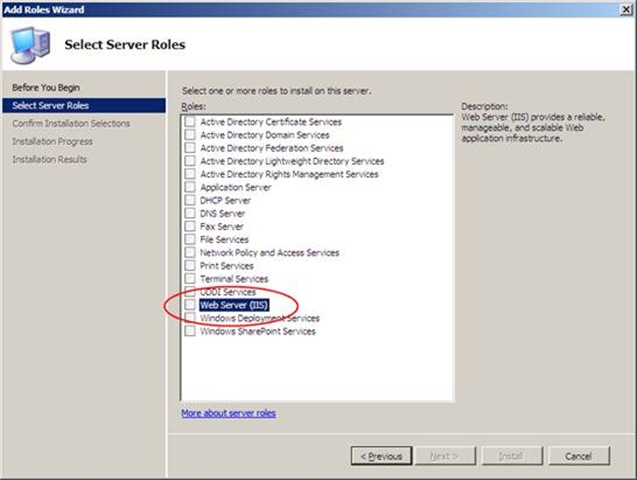 Add Roles Wizard
Select Server Roles
Before You Begin
Select Server Roles
Confirm Installation Selections
Installation Progress
Installation Results
Select one or more roles to install on this server.
Roles:
Active Directory Certificate Services
Active Directory Domain Services
Active Directory Federation Services
Active Directory Lightweight Directory Services
Active Directory Rights Management Services
Application Server
DHCP Server
DNS Server
Fax Server
File Services
Network Policy and Access Services
Print Services
Terminal Services
UDDI Services
Web Server (IIS)
Windows Deployment Services
Windows SharePoint Services
More about server roles
Description:
Web Server (IIS) provides a reliable,
manageable, and scalable Web
application infrastructure.
< Previous
Next >
Install
Cancel